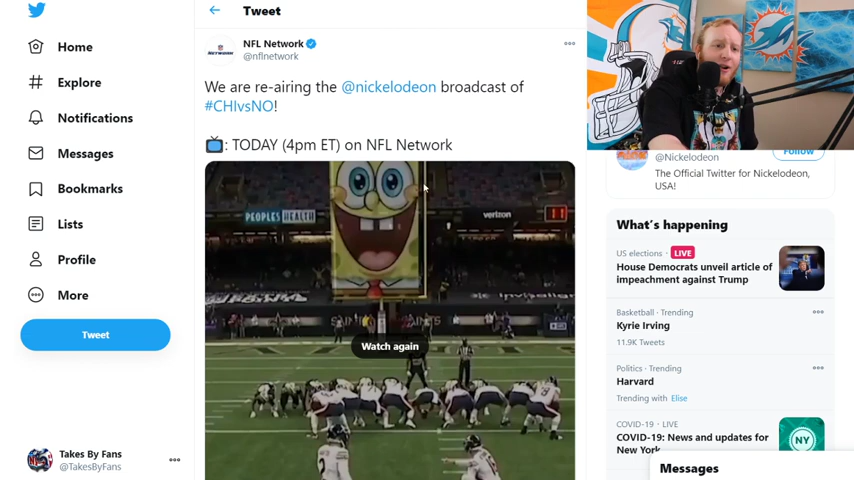 Tweet
Home
Explore
Notifications
Messages
Bookmarks
Lists
Profile
More
Tweet
Takes By Fans
@TakesByFans
NFL Network
@nflnetwork
We are re-airing the @nickelodeon broadcast of
#CHIvsNO!
: TODAY (4pm ET) on NFL Network
PEOPLES HEALTH
verizon
11
Watch again
Follow
@Nickelodeon
The Official Twitter for Nickelodeon,
USA!
What's happening
US elections · LIVE
House Democrats unveil article of
impeachment against Trump
Basketball · Trending
Kyrie Irving
11.9K Tweets
Politics · Trending
Harvard
Trending with Elise
COVID-19 · LIVE
COVID-19: News and updates for
New York
NY
Messages